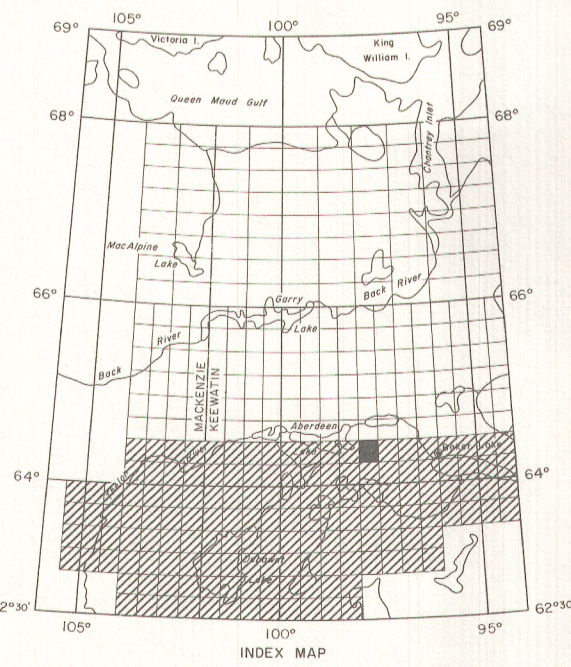 105°
100°
95°
69°
69°
Victoria I.
King
William I.
Queen Maud Gulf
68°
68°
Chantrey Inlet
MacAlpine
Lake
Back River
66°
66°
Garry
Lake
River
Back
MACKENZIE
KEEWATIN
Aberdeen
Lake
River
Baker Lake
64°
64°
Thelon
Dubawnt
Lake
2°30'
62°30'
105°
100°
95°
INDEX MAP